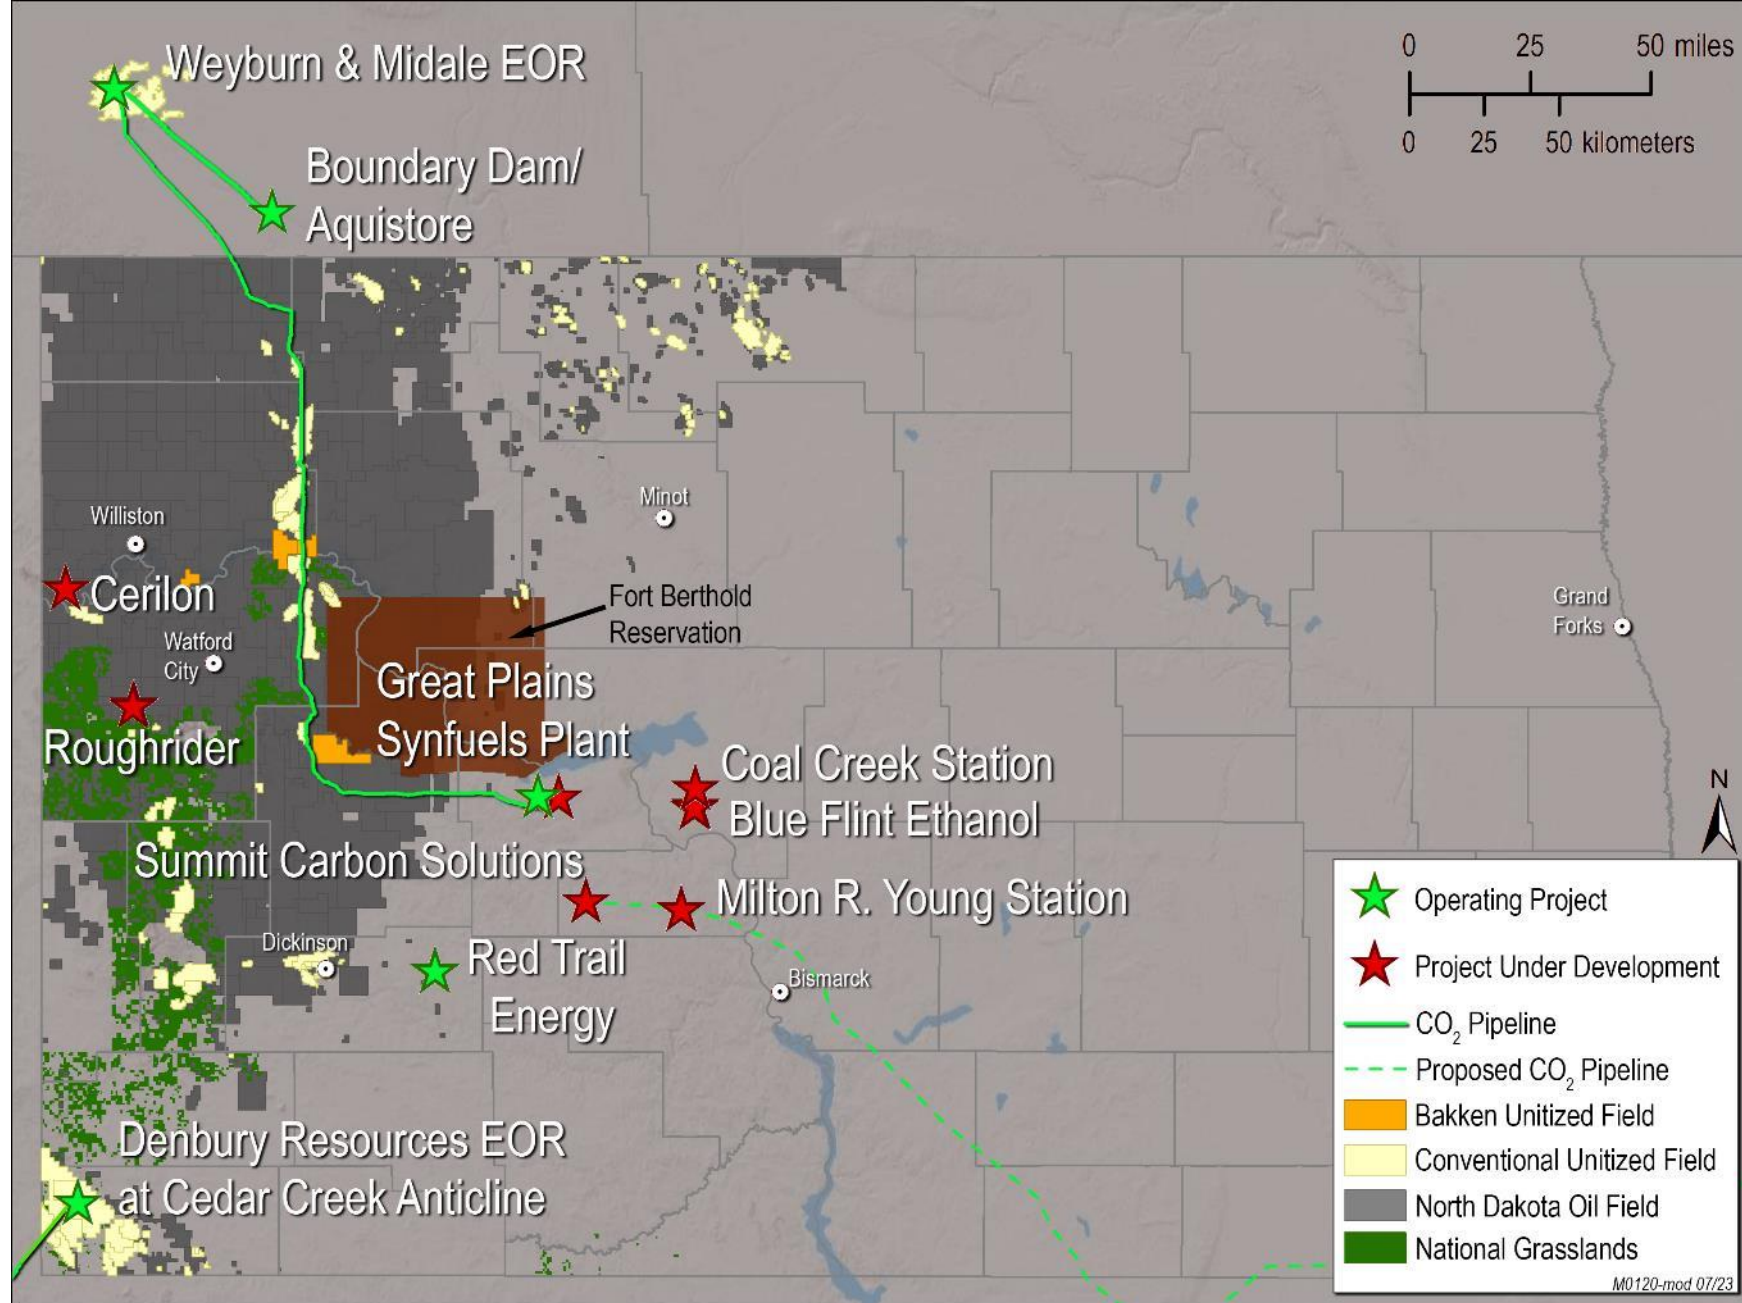 Weyburn & Midale EOR
0 25 50 miles
0 25 50 kilometers
Boundary Dam/
Aquistore
Minot
Williston
Cerilon
Fort Berthold
Reservation
Grand
Forks
Watford
City
Great Plains
Synfuels Plant
Roughrider
Coal Creek Station
Blue Flint Ethanol
N
Summit Carbon Solutions
Milton R. Young Station
Dickinson
Red Trail
Energy
Bismarck
Denbury Resources EOR
at Cedar Creek Anticline
Operating Project
Project Under Development
CO₂ Pipeline
Proposed CO₂ Pipeline
Bakken Unitized Field
Conventional Unitized Field
North Dakota Oil Field
National Grasslands
M0120-mod 07/23